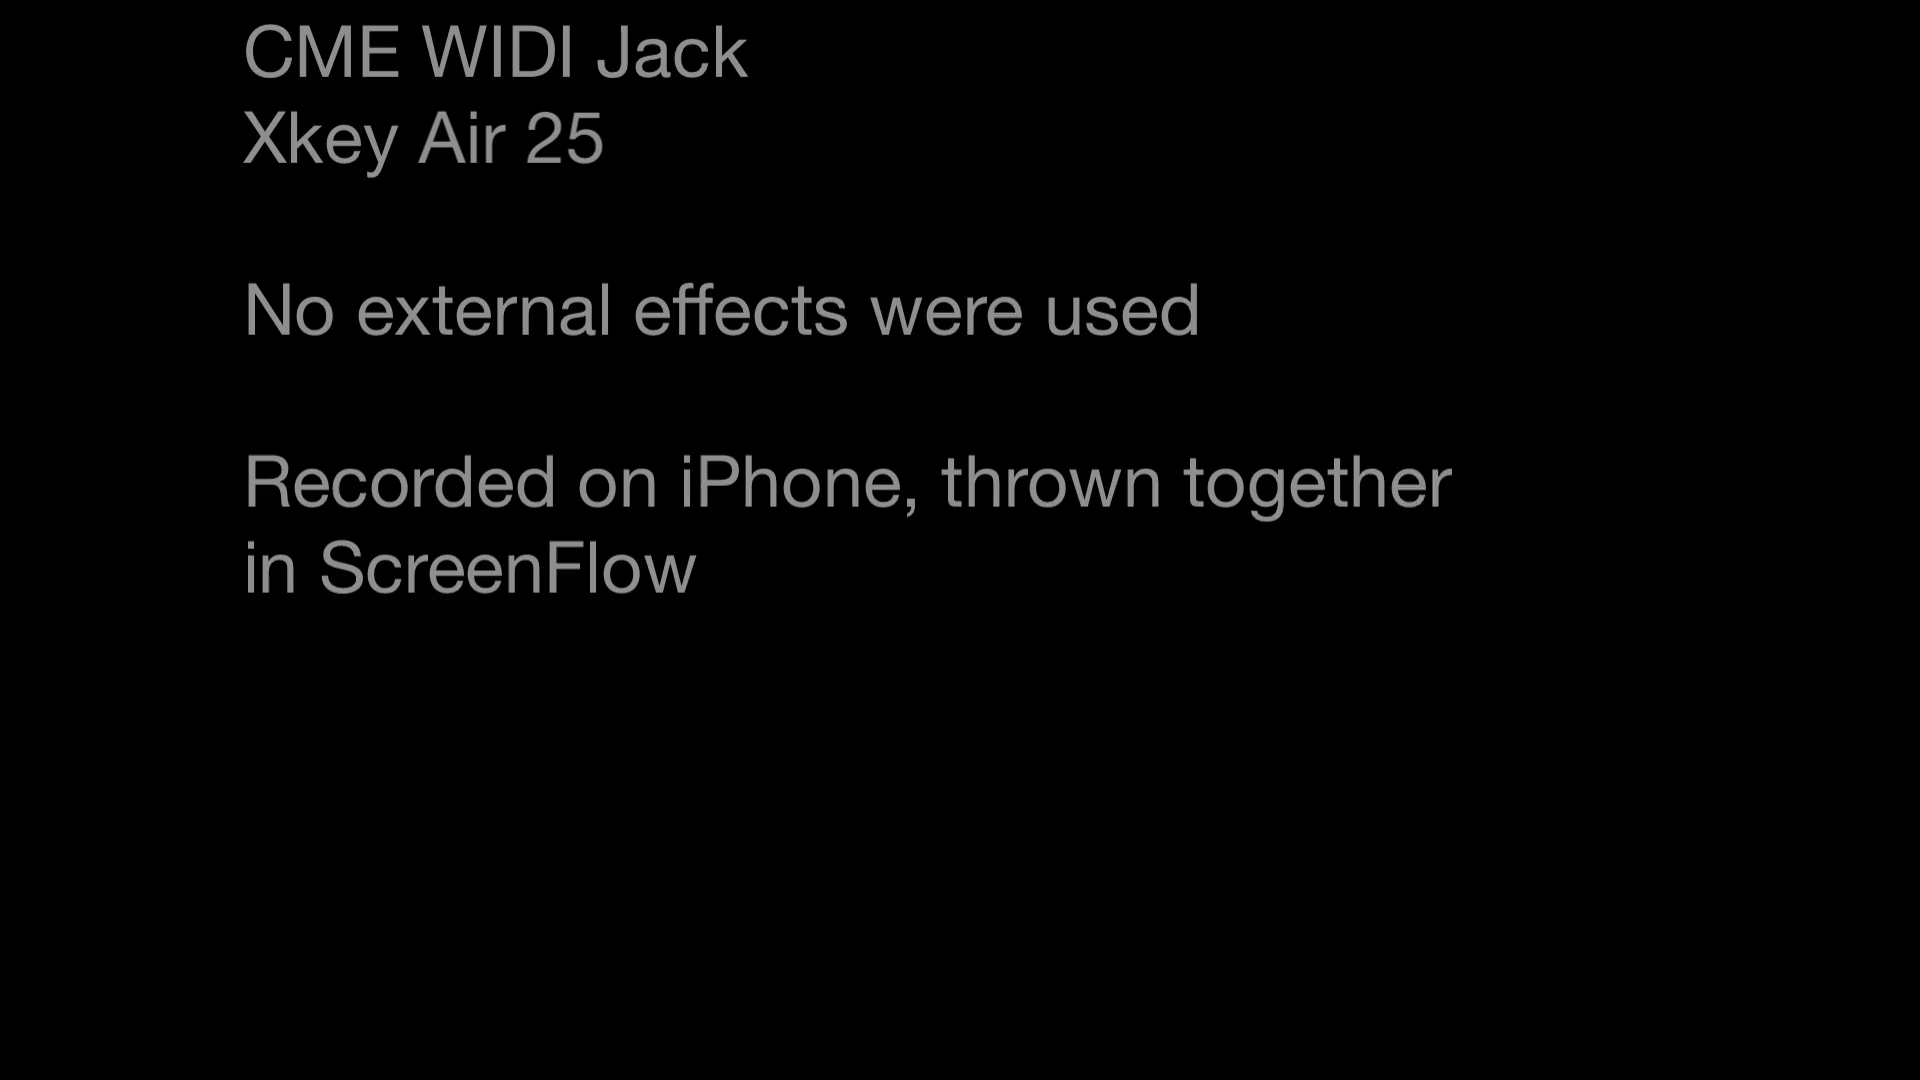 CME WIDI Jack
Xkey Air 25
No external effects were used
Recorded on iPhone, thrown together
in ScreenFlow